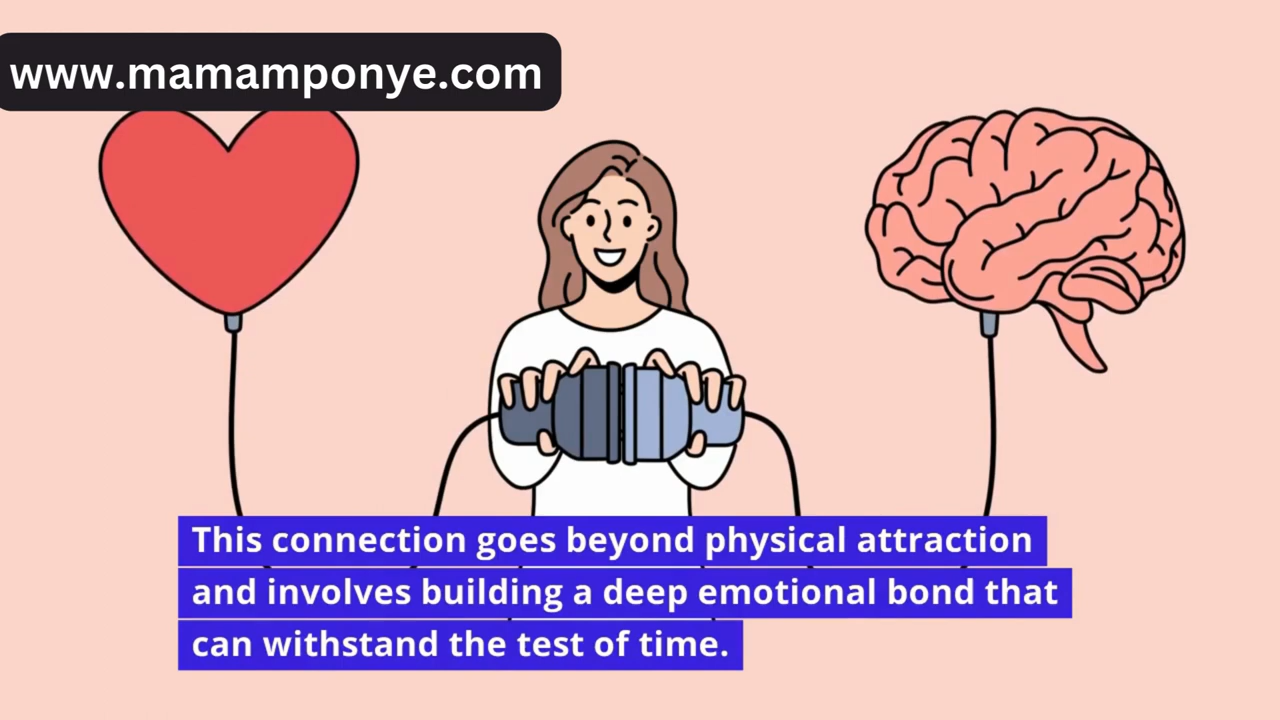 www.mamamponye.com
This connection goes beyond physical attraction
and involves building a deep emotional bond that
can withstand the test of time.